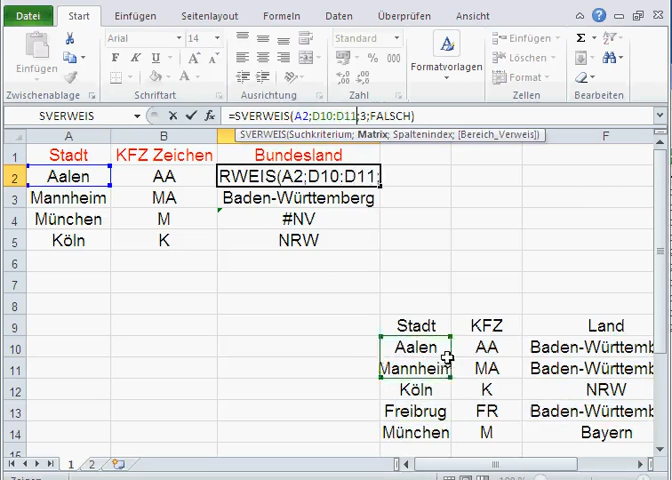 Datei Start Einfügen Seitenlayout Formeln Daten Überprüfen Ansicht
Arial 14 Standard Einfügen
Löschen
Einfügen F K U Formatvorlagen Format
Zwischenablage Schriftart Ausrichtung Zahl Zellen Bearbeiten
SVERWEIS =SVERWEIS(A2;D10:D11;3;FALSCH)
SVERWEIS(Suchkriterium; Matrix; Spaltenindex; [Bereich_Verweis])
A B F
1 Stadt KFZ Zeichen Bundesland
2 Aalen AA RWEIS(A2;D10:D11;
3 Mannheim MA Baden-Württemberg
4 München M #NV
5 Köln K NRW
6
7
8
9 Stadt KFZ Land
10 Aalen AA Baden-Württemb
11 Mannheim MA Baden-Württemb
12 Köln K NRW
13 Freibrug FR Baden-Württemb
14 München M Bayern
15
1 2
100 %